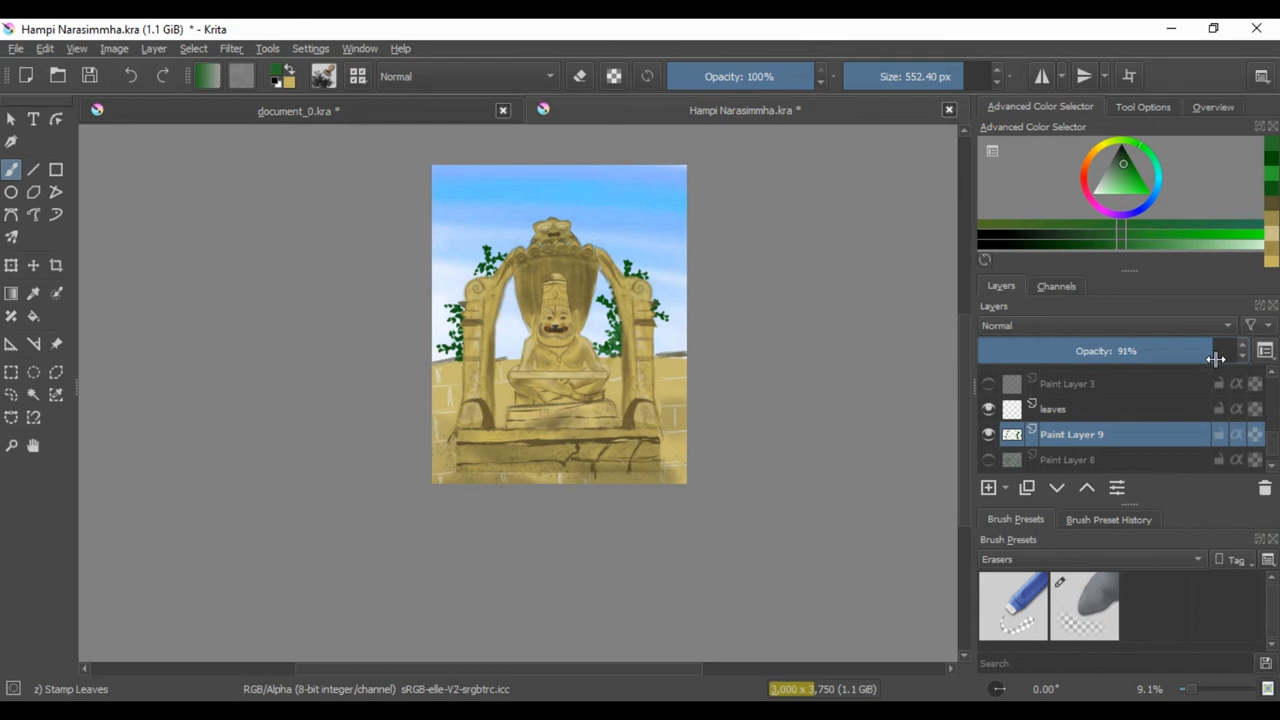 Hampi Narasimmha.kra (1.1 GiB) * - Krita
File Edit View Image Layer Select Filter Tools Settings Window Help
Normal Opacity: 100% Size: 552.40 px
document_0.kra * Hampi Narasimmha.kra *
Advanced Color Selector Tool Options Overview
Advanced Color Selector
Layers Channels
Layers
Normal
Opacity: 91%
Paint Layer 3
leaves
Paint Layer 9
Paint Layer 8
Brush Presets Brush Preset History
Brush Presets
Erasers Tag
Search
z) Stamp Leaves RGB/Alpha (8-bit integer/channel) sRGB-elle-V2-srgbtrc.icc 3,000 x 3,750 (1.1 GiB) 0.00° 9.1%